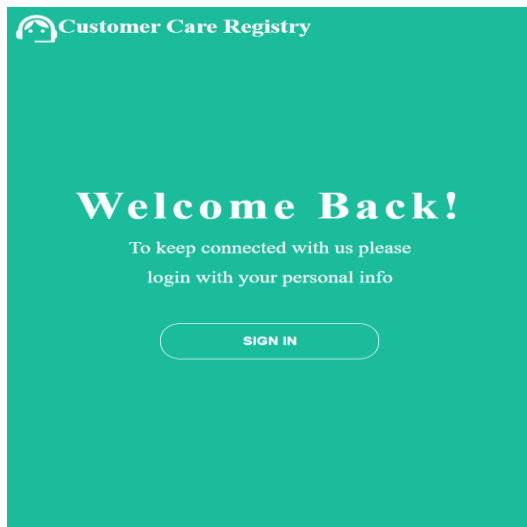 Customer Care Registry
Welcome Back!
To keep connected with us please
login with your personal info
SIGN IN